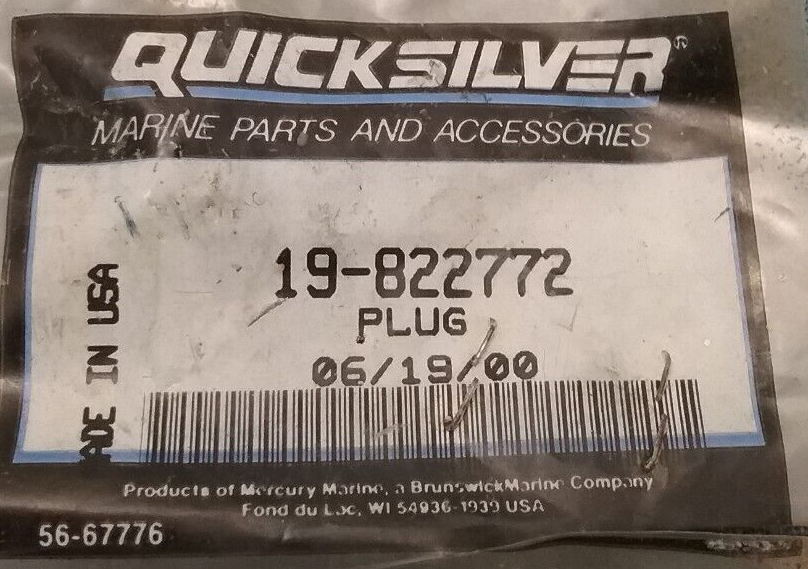 QUICKSILVER®
MARINE PARTS AND ACCESSORIES
19-822772
PLUG
06/19/00
ADE IN USA
Products of Mercury Marine, a BrunswickMarine Company
Fond du Lac, WI 54936-1939 USA
56-67776